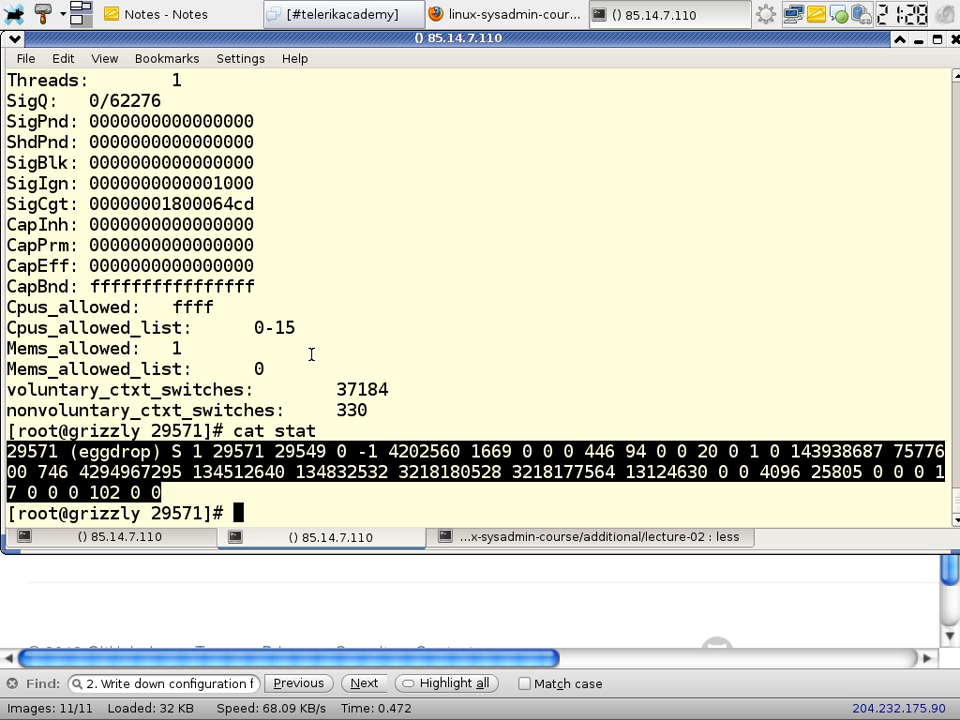 Notes - Notes
[#telerikacademy]
linux-sysadmin-cour...
() 85.14.7.110
21:28
() 85.14.7.110
File Edit View Bookmarks Settings Help
Threads: 1
SigQ: 0/62276
SigPnd: 0000000000000000
ShdPnd: 0000000000000000
SigBlk: 0000000000000000
SigIgn: 0000000000001000
SigCgt: 00000001800064cd
CapInh: 0000000000000000
CapPrm: 0000000000000000
CapEff: 0000000000000000
CapBnd: ffffffffffffffff
Cpus_allowed: ffff
Cpus_allowed_list: 0-15
Mems_allowed: 1
Mems_allowed_list: 0
voluntary_ctxt_switches: 37184
nonvoluntary_ctxt_switches: 330
[root@grizzly 29571]# cat stat
29571 (eggdrop) S 1 29571 29549 0 -1 4202560 1669 0 0 0 446 94 0 0 20 0 1 0 143938687 75776
00 746 4294967295 134512640 134832532 3218180528 3218177564 13124630 0 0 4096 25805 0 0 0 1
7 0 0 0 102 0 0
[root@grizzly 29571]#
() 85.14.7.110
() 85.14.7.110
...x-sysadmin-course/additional/lecture-02 : less
Find: 2. Write down configuration f Previous Next Highlight all Match case
Images: 11/11 Loaded: 32 KB Speed: 68.09 KB/s Time: 0.472 204.232.175.90